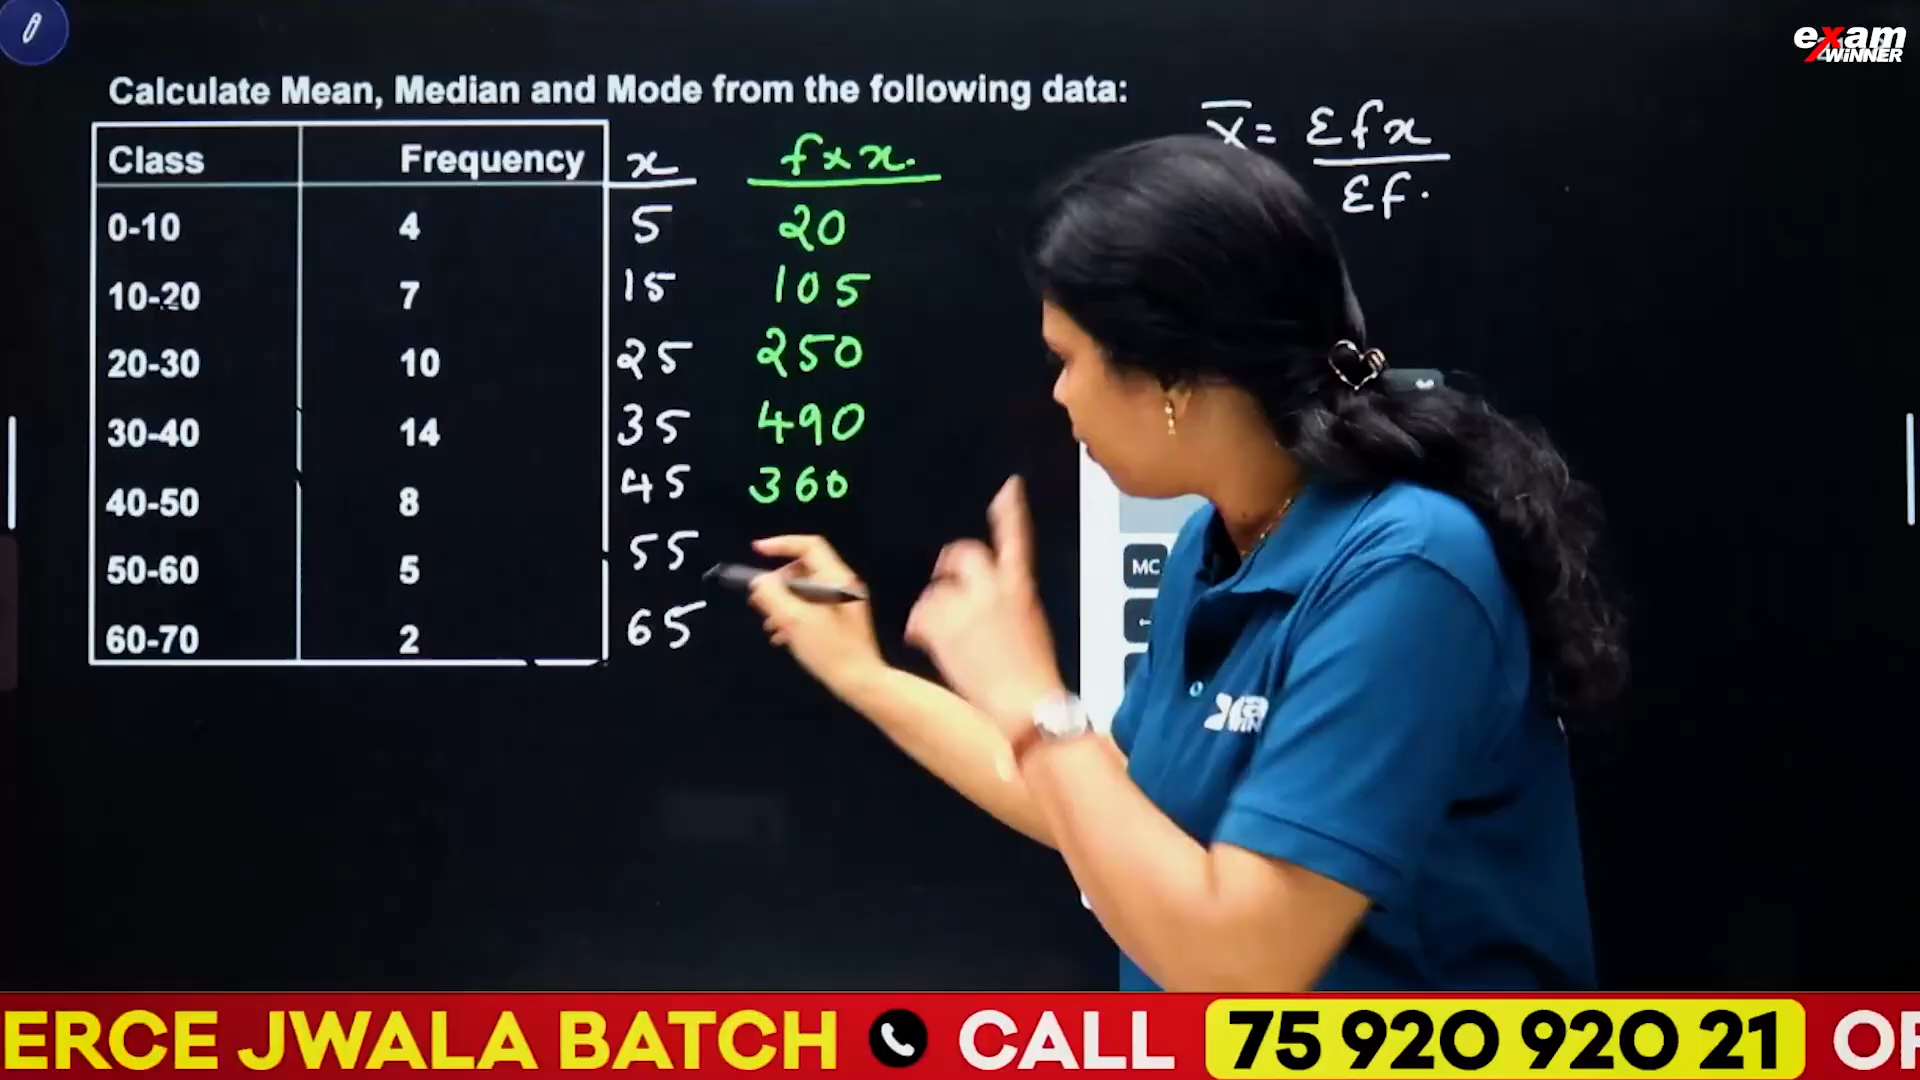 exam
WINNER
Calculate Mean, Median and Mode from the following data:
x̄ = Σfx
Σf.
Class Frequency x f×x.
0-10 4 5 20
10-20 7 15 105
20-30 10 25 250
30-40 14 35 490
40-50 8 45 360
50-60 5 55
60-70 2 65
MC
ERCE JWALA BATCH CALL 75 920 920 21